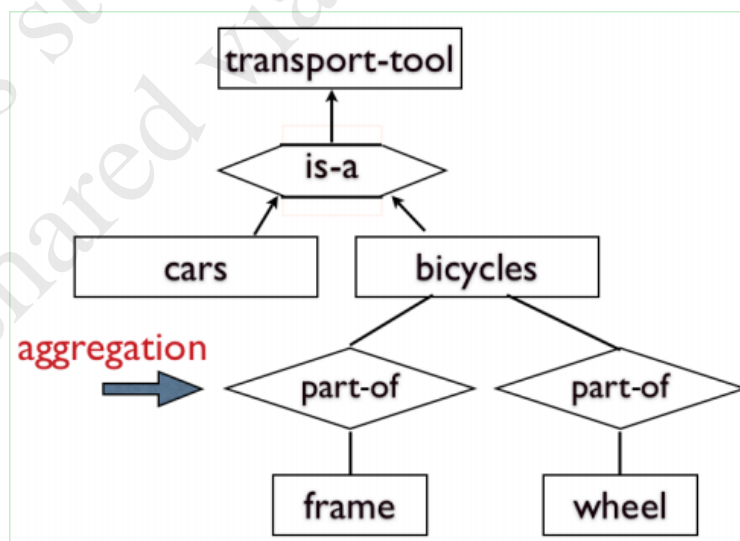 transport-tool
is-a
cars
bicycles
aggregation
part-of
part-of
frame
wheel